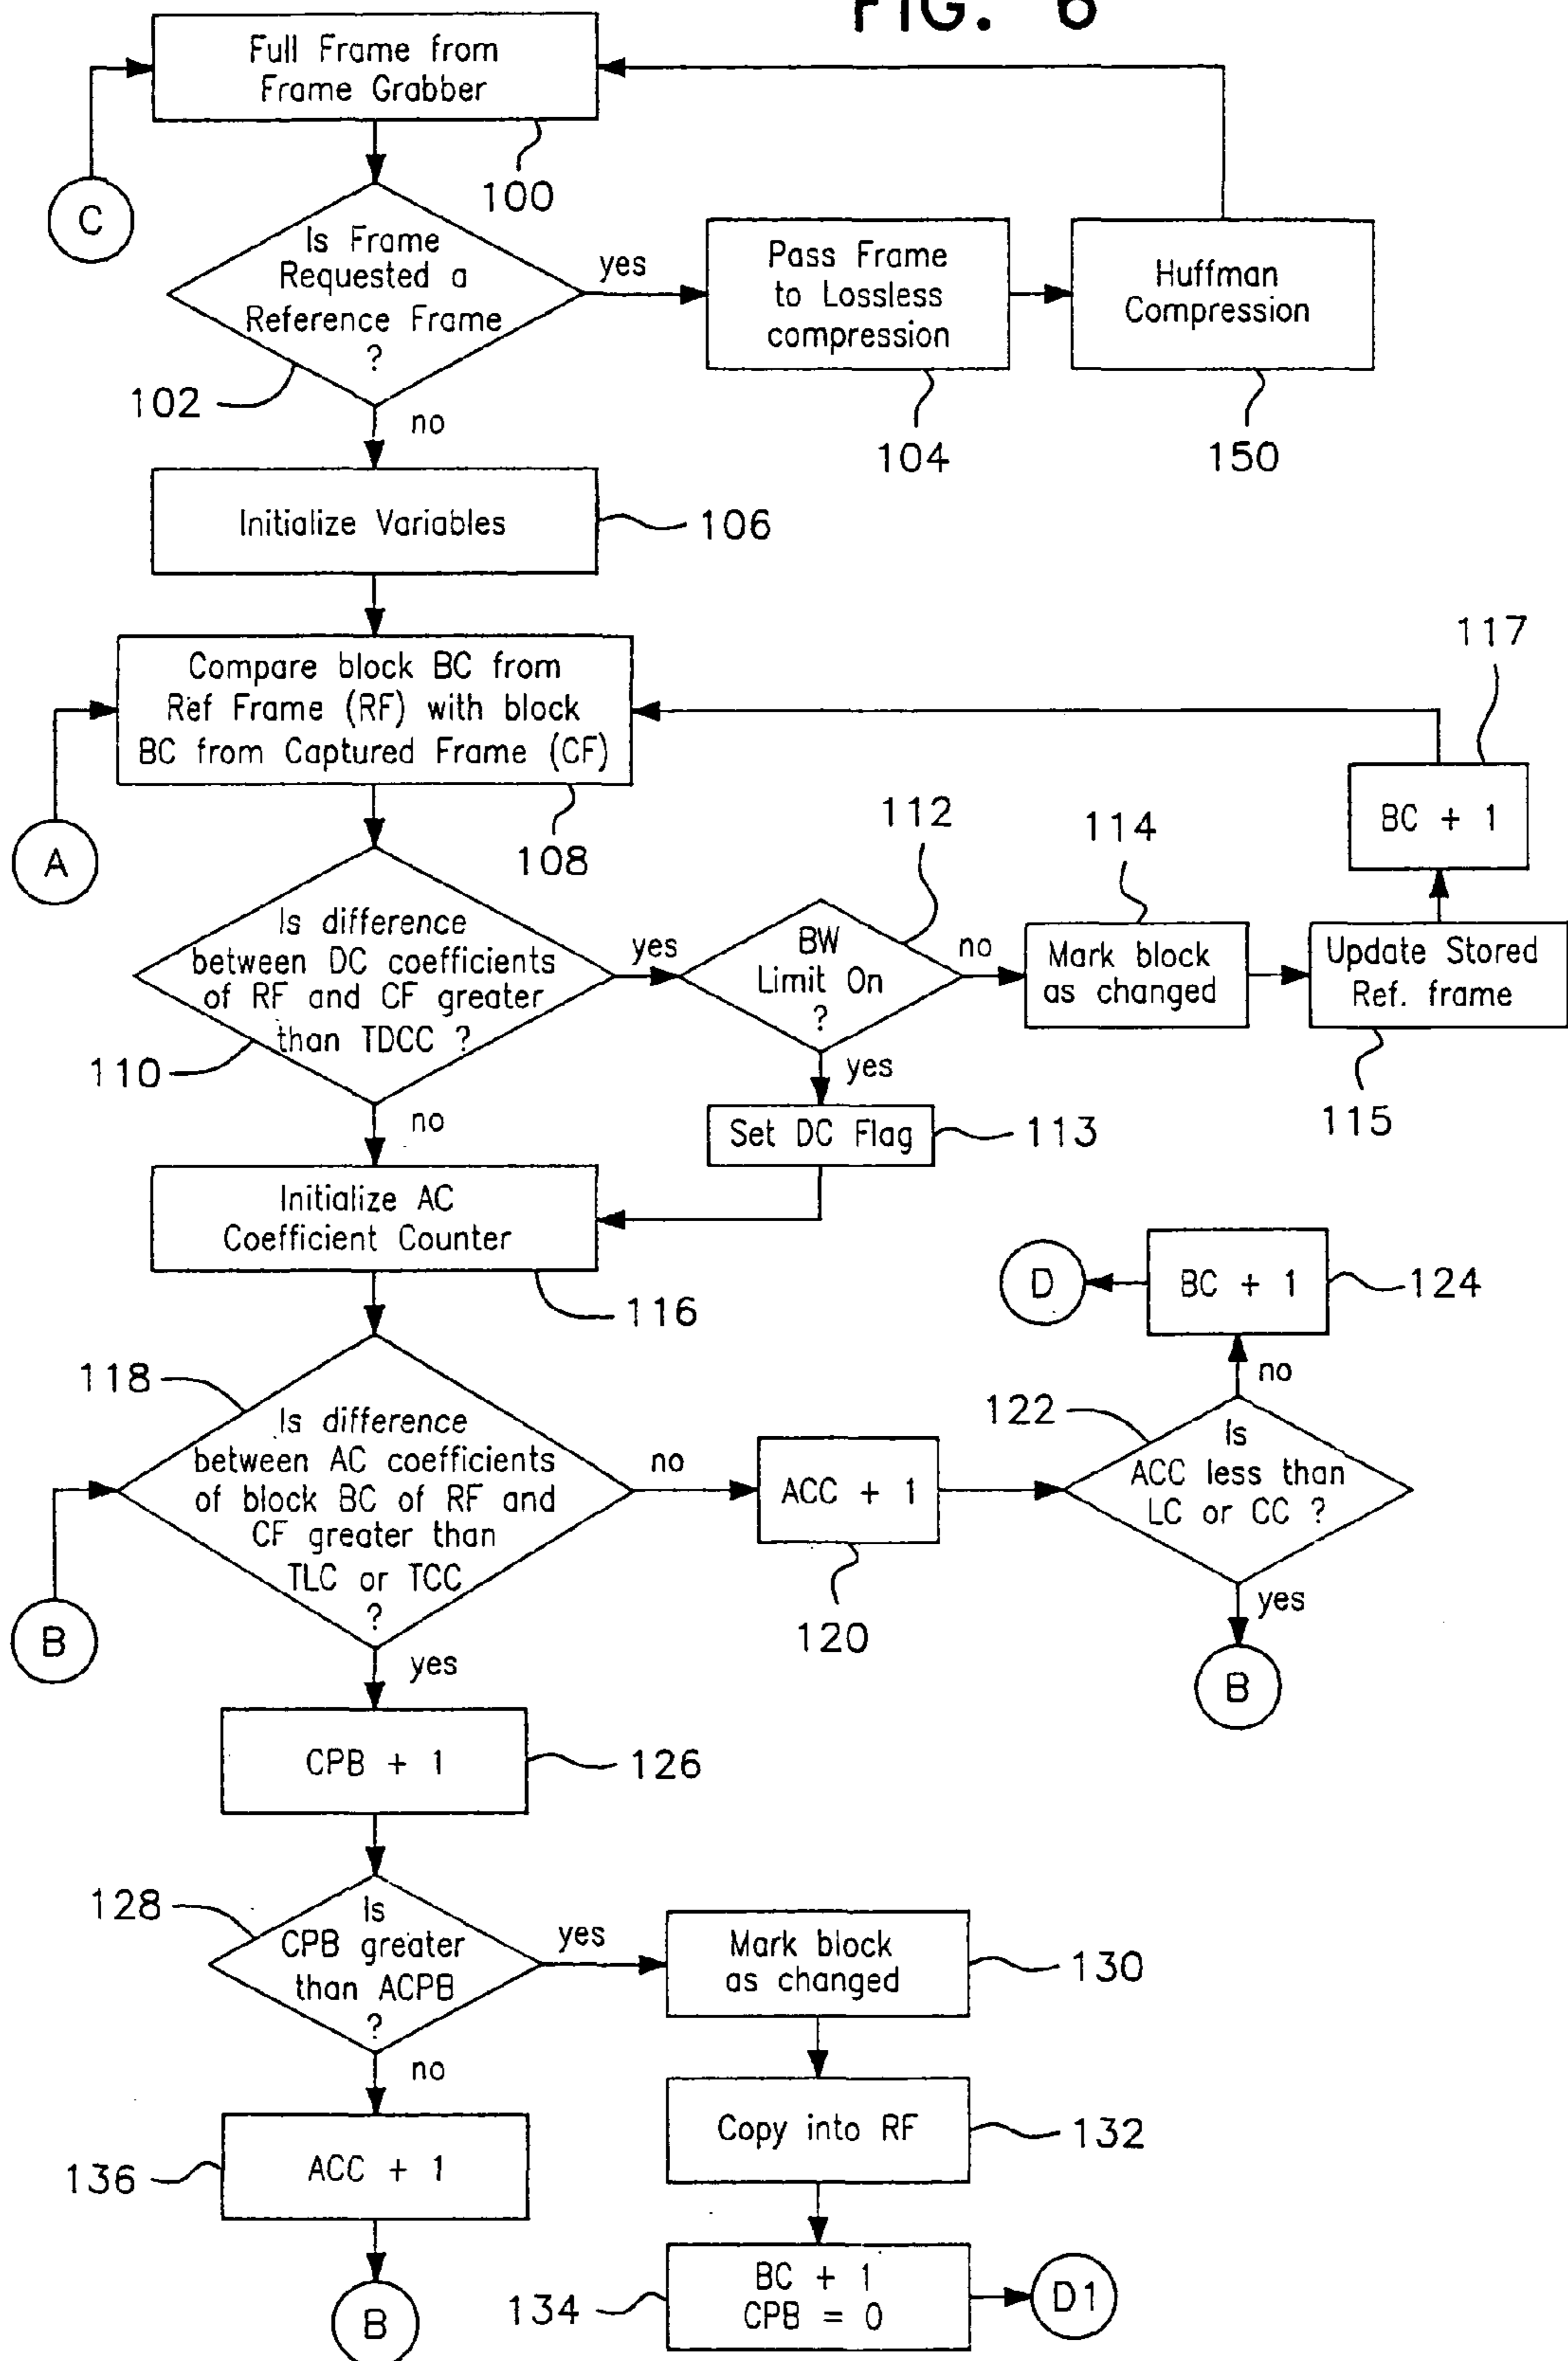 FIG. 6
Full Frame from
Frame Grabber
100
C
Is Frame
Requested a
Reference Frame
?
102
yes
no
Pass Frame
to Lossless
compression
104
Huffman
Compression
150
Initialize Variables
106
Compare block BC from
Ref Frame (RF) with block
BC from Captured Frame (CF)
108
A
117
BC + 1
Is difference
between DC coefficients
of RF and CF greater
than TDCC ?
110
yes
no
112
BW
Limit On
?
no
yes
114
Mark block
as changed
Update Stored
Ref. frame
115
Set DC Flag
113
Initialize AC
Coefficient Counter
116
D
BC + 1
124
118
Is difference
between AC coefficients
of block BC of RF and
CF greater than
TLC or TCC
?
no
yes
B
ACC + 1
120
122
Is
ACC less than
LC or CC ?
no
yes
B
CPB + 1
126
128
Is
CPB greater
than ACPB
?
yes
no
Mark block
as changed
130
Copy into RF
132
136
ACC + 1
B
134
BC + 1
CPB = 0
D1